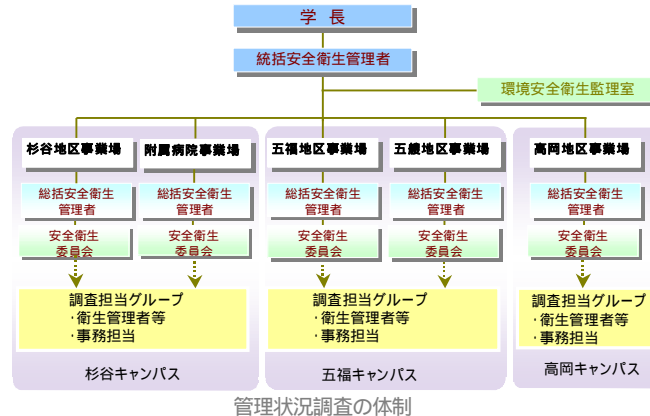 学 長
統括安全衛生管理者
環境安全衛生監理室
杉谷地区事業場
附属病院事業場
五福地区事業場
五艘地区事業場
高岡地区事業場
総括安全衛生
管理者
総括安全衛生
管理者
総括安全衛生
管理者
総括安全衛生
管理者
総括安全衛生
管理者
安全衛生
委員会
安全衛生
委員会
安全衛生
委員会
安全衛生
委員会
安全衛生
委員会
調査担当グループ
・衛生管理者等
・事務担当
調査担当グループ
・衛生管理者等
・事務担当
調査担当グループ
・衛生管理者等
・事務担当
杉谷キャンパス
五福キャンパス
高岡キャンパス
管理状況調査の体制